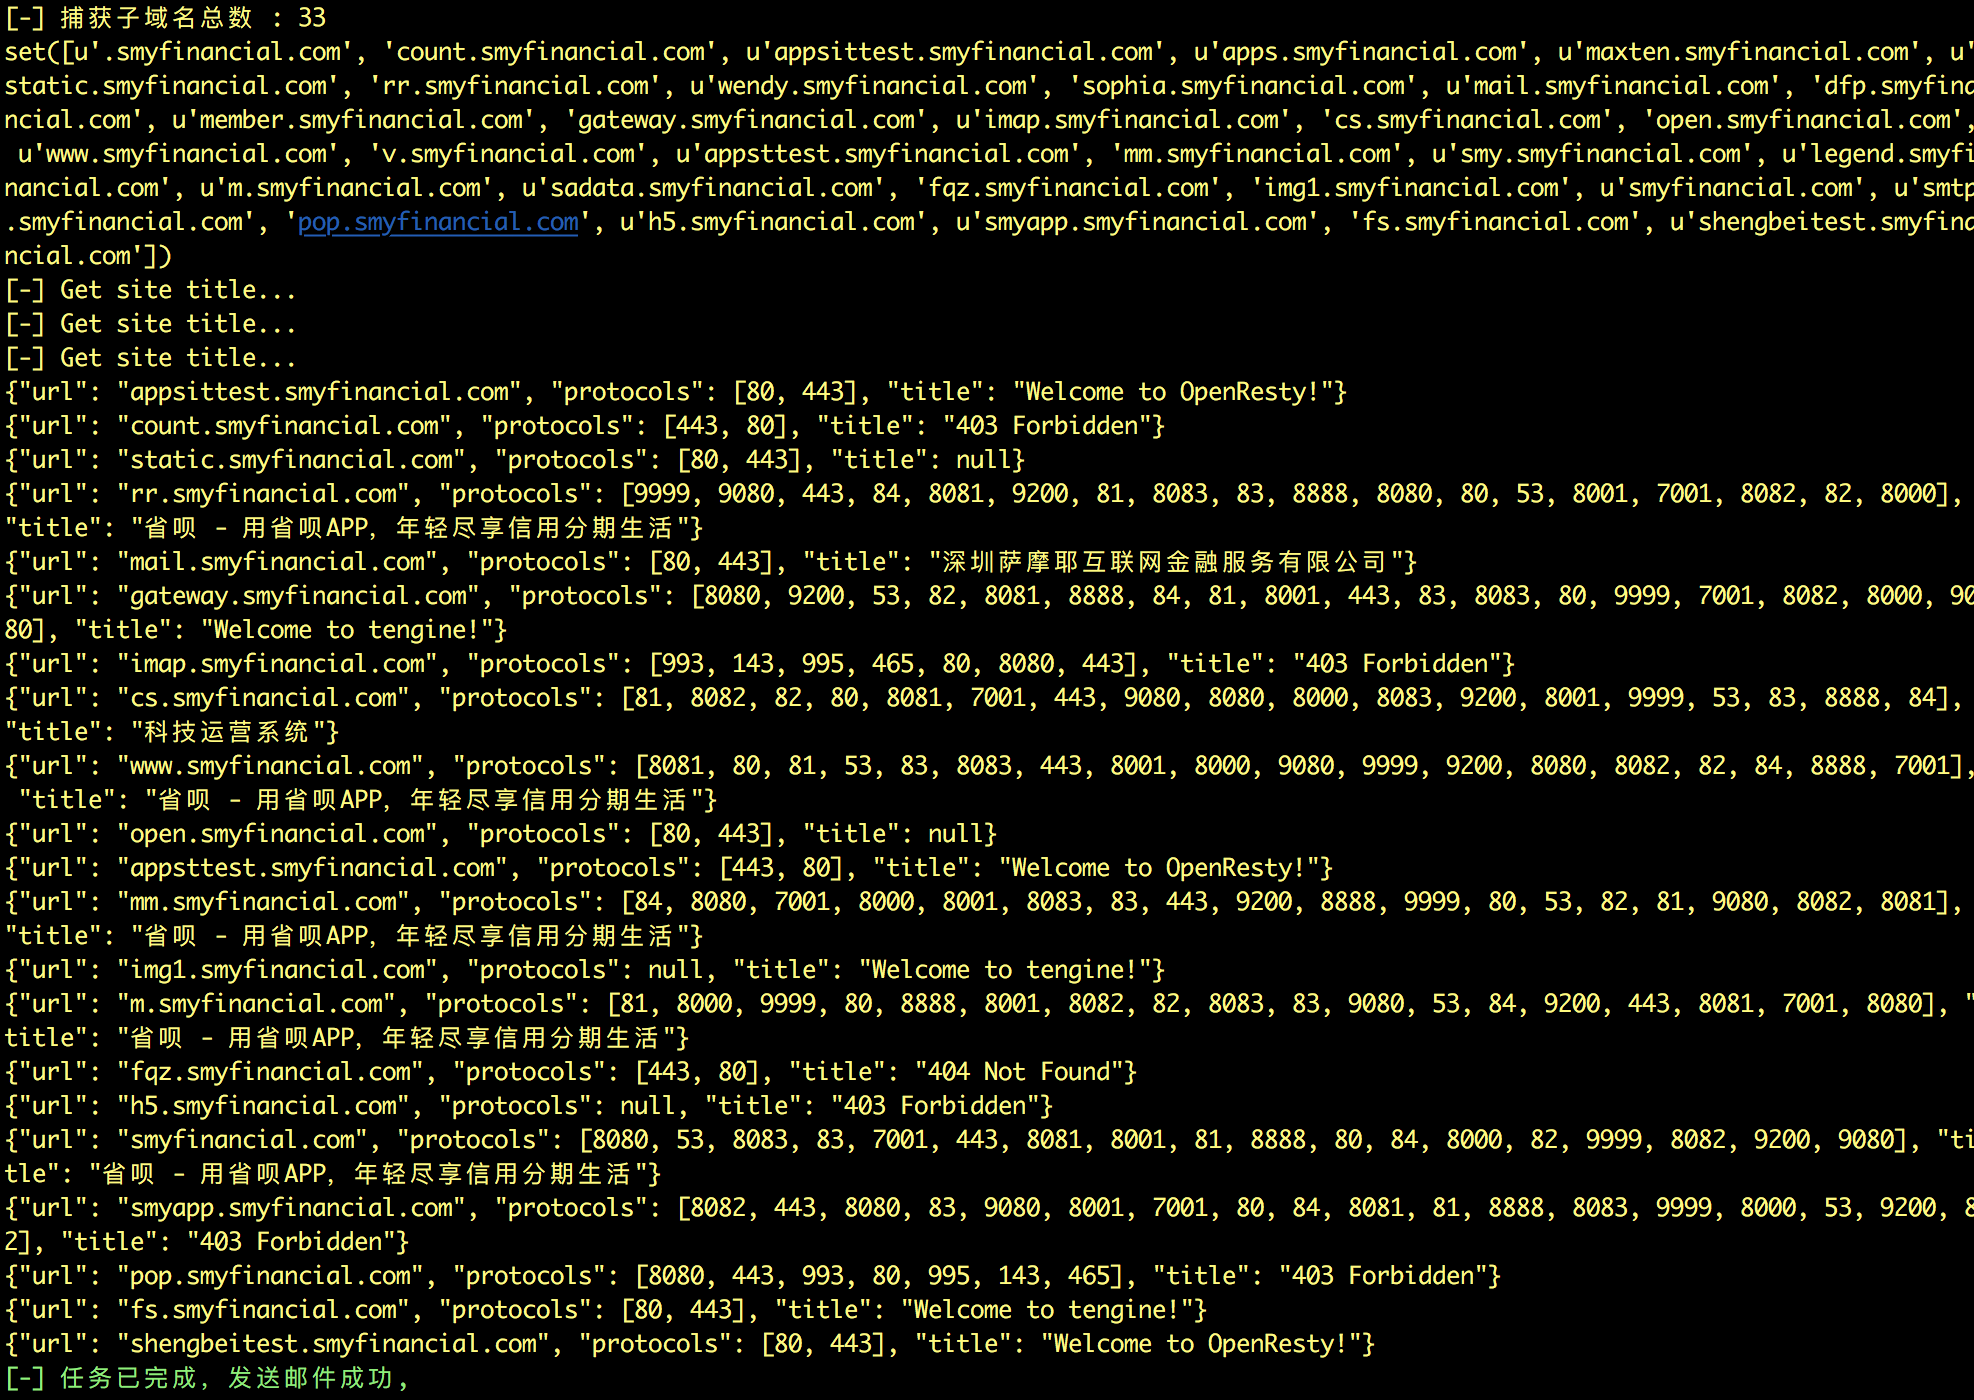 [-] 捕获子域名总数 : 33
set([u'.smyfinancial.com', 'count.smyfinancial.com', u'appsittest.smyfinancial.com', u'apps.smyfinancial.com', u'maxten.smyfinancial.com', u'
static.smyfinancial.com', 'rr.smyfinancial.com', u'wendy.smyfinancial.com', 'sophia.smyfinancial.com', u'mail.smyfinancial.com', 'dfp.smyfina
ncial.com', u'member.smyfinancial.com', 'gateway.smyfinancial.com', u'imap.smyfinancial.com', 'cs.smyfinancial.com', 'open.smyfinancial.com',
u'www.smyfinancial.com', 'v.smyfinancial.com', u'appsttest.smyfinancial.com', 'mm.smyfinancial.com', u'smy.smyfinancial.com', u'legend.smyfi
nancial.com', u'm.smyfinancial.com', u'sadata.smyfinancial.com', 'fqz.smyfinancial.com', 'img1.smyfinancial.com', u'smyfinancial.com', u'smtp
.smyfinancial.com', 'pop.smyfinancial.com', u'h5.smyfinancial.com', u'smyapp.smyfinancial.com', 'fs.smyfinancial.com', u'shengbeitest.smyfina
ncial.com'])
[-] Get site title...
[-] Get site title...
[-] Get site title...
{"url": "appsittest.smyfinancial.com", "protocols": [80, 443], "title": "Welcome to OpenResty!"}
{"url": "count.smyfinancial.com", "protocols": [443, 80], "title": "403 Forbidden"}
{"url": "static.smyfinancial.com", "protocols": [80, 443], "title": null}
{"url": "rr.smyfinancial.com", "protocols": [9999, 9080, 443, 84, 8081, 9200, 81, 8083, 83, 8888, 8080, 80, 53, 8001, 7001, 8082, 82, 8000],
"title": "省呗 - 用省呗APP, 年轻尽享信用分期生活"}
{"url": "mail.smyfinancial.com", "protocols": [80, 443], "title": "深圳萨摩耶互联网金融服务有限公司"}
{"url": "gateway.smyfinancial.com", "protocols": [8080, 9200, 53, 82, 8081, 8888, 84, 81, 8001, 443, 83, 8083, 80, 9999, 7001, 8082, 8000, 90
80], "title": "Welcome to tengine!"}
{"url": "imap.smyfinancial.com", "protocols": [993, 143, 995, 465, 80, 8080, 443], "title": "403 Forbidden"}
{"url": "cs.smyfinancial.com", "protocols": [81, 8082, 82, 80, 8081, 7001, 443, 9080, 8080, 8000, 8083, 9200, 8001, 9999, 53, 83, 8888, 84],
"title": "科技运营系统"}
{"url": "www.smyfinancial.com", "protocols": [8081, 80, 81, 53, 83, 8083, 443, 8001, 8000, 9080, 9999, 9200, 8080, 8082, 82, 84, 8888, 7001],
"title": "省呗 - 用省呗APP, 年轻尽享信用分期生活"}
{"url": "open.smyfinancial.com", "protocols": [80, 443], "title": null}
{"url": "appsttest.smyfinancial.com", "protocols": [443, 80], "title": "Welcome to OpenResty!"}
{"url": "mm.smyfinancial.com", "protocols": [84, 8080, 7001, 8000, 8001, 8083, 83, 443, 9200, 8888, 9999, 80, 53, 82, 81, 9080, 8082, 8081],
"title": "省呗 - 用省呗APP, 年轻尽享信用分期生活"}
{"url": "img1.smyfinancial.com", "protocols": null, "title": "Welcome to tengine!"}
{"url": "m.smyfinancial.com", "protocols": [81, 8000, 9999, 80, 8888, 8001, 8082, 82, 8083, 83, 9080, 53, 84, 9200, 443, 8081, 7001, 8080], "
title": "省呗 - 用省呗APP, 年轻尽享信用分期生活"}
{"url": "fqz.smyfinancial.com", "protocols": [443, 80], "title": "404 Not Found"}
{"url": "h5.smyfinancial.com", "protocols": null, "title": "403 Forbidden"}
{"url": "smyfinancial.com", "protocols": [8080, 53, 8083, 83, 7001, 443, 8081, 8001, 81, 8888, 80, 84, 8000, 82, 9999, 8082, 9200, 9080], "ti
tle": "省呗 - 用省呗APP, 年轻尽享信用分期生活"}
{"url": "smyapp.smyfinancial.com", "protocols": [8082, 443, 8080, 83, 9080, 8001, 7001, 80, 84, 8081, 81, 8888, 8083, 9999, 8000, 53, 9200, 8
2], "title": "403 Forbidden"}
{"url": "pop.smyfinancial.com", "protocols": [8080, 443, 993, 80, 995, 143, 465], "title": "403 Forbidden"}
{"url": "fs.smyfinancial.com", "protocols": [80, 443], "title": "Welcome to tengine!"}
{"url": "shengbeitest.smyfinancial.com", "protocols": [80, 443], "title": "Welcome to OpenResty!"}
[-] 任务已完成, 发送邮件成功,